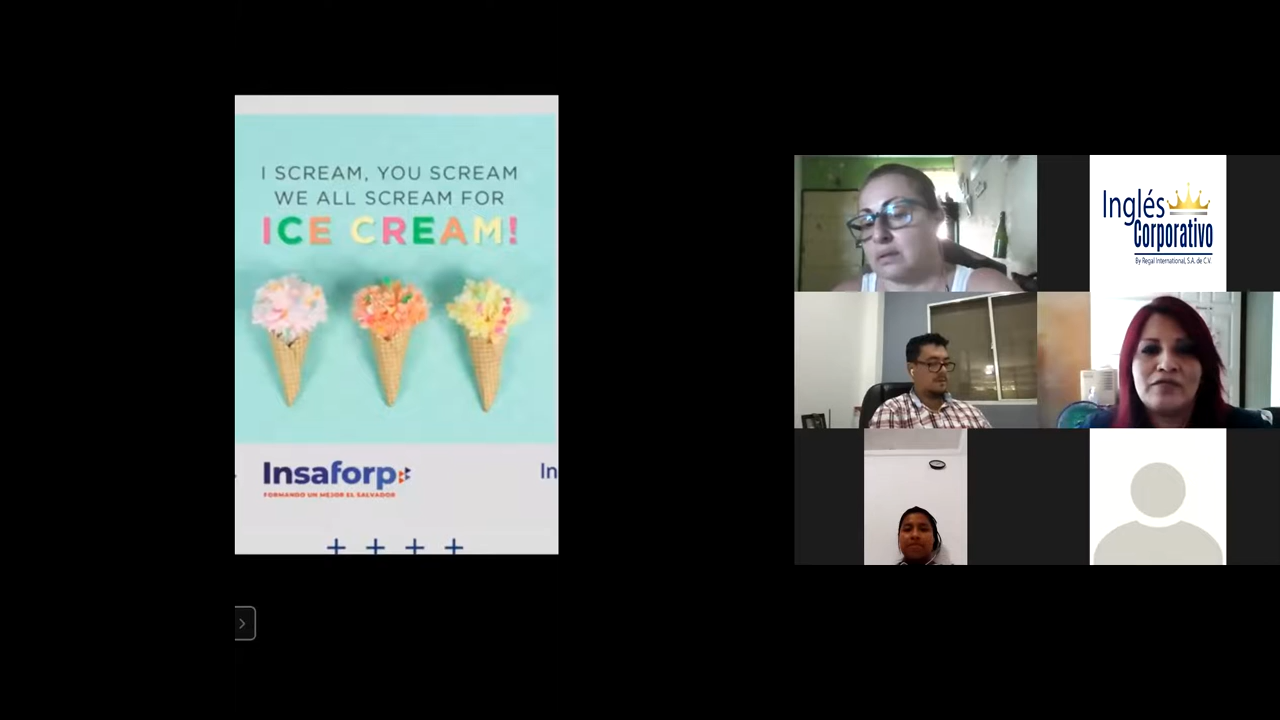 I SCREAM, YOU SCREAM
WE ALL SCREAM FOR
ICE CREAM!
Insaforp
FORMANDO UN MEJOR EL SALVADOR
In
Inglés
Corporativo
By Regal International, S.A. de C.V.